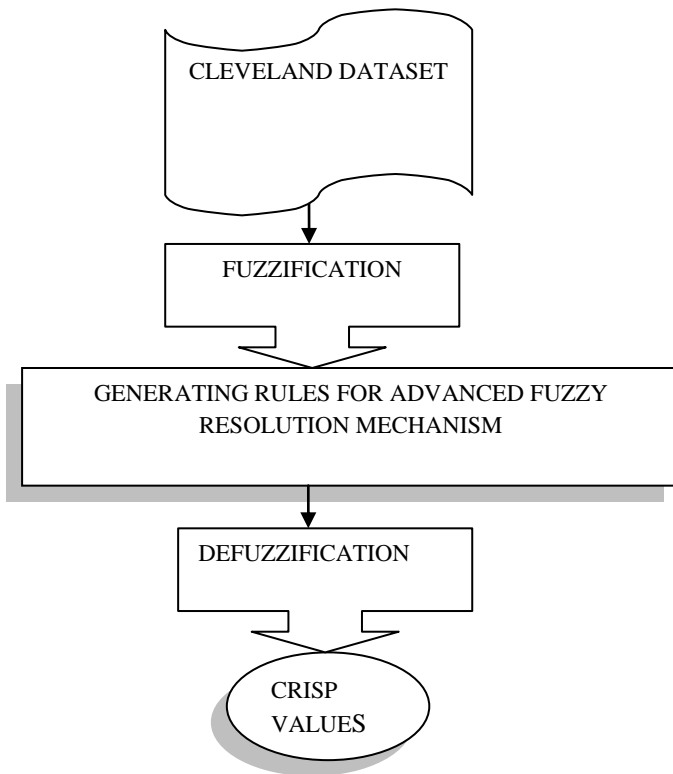 CLEVELAND DATASET
FUZZIFICATION
GENERATING RULES FOR ADVANCED FUZZY
RESOLUTION MECHANISM
DEFUZZIFICATION
CRISP
VALUES